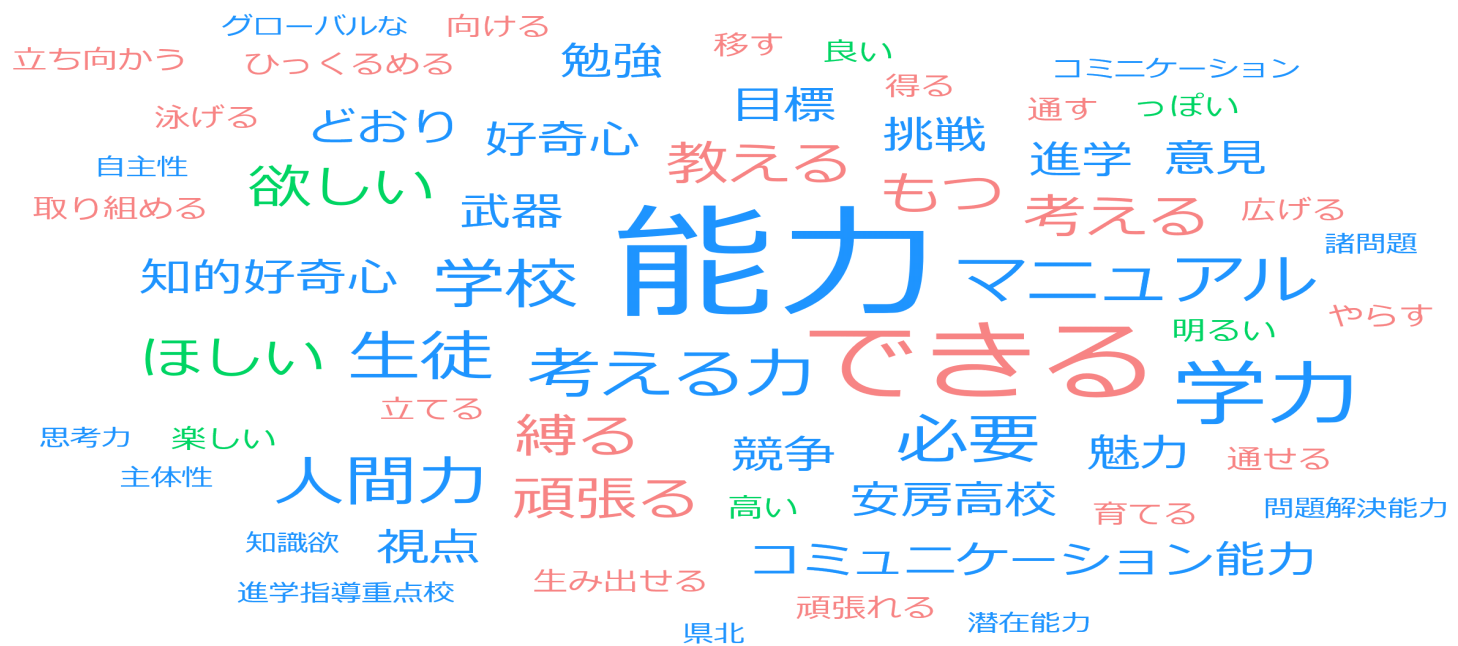 グローバルな
向ける
立ち向かう
ひっくるめる
勉強
移す
良い
コミニケーション
泳げる
どおり
好奇心
目標
得る
挑戦
通す
っぽい
自主性
欲しい
教える
もつ
進学
意見
取り組める
武器
能力
考える
広げる
諸問題
知的好奇心
学校
マニュアル
やらす
ほしい
生徒
考える力
できる
明るい
学力
立てる
思考力
楽しい
縛る
競争
必要
魅力
通せる
主体性
人間力
頑張る
高い
安房高校
育てる
問題解決能力
知識欲
視点
コミュニケーション能力
進学指導重点校
生み出せる
頑張れる
県北
潜在能力